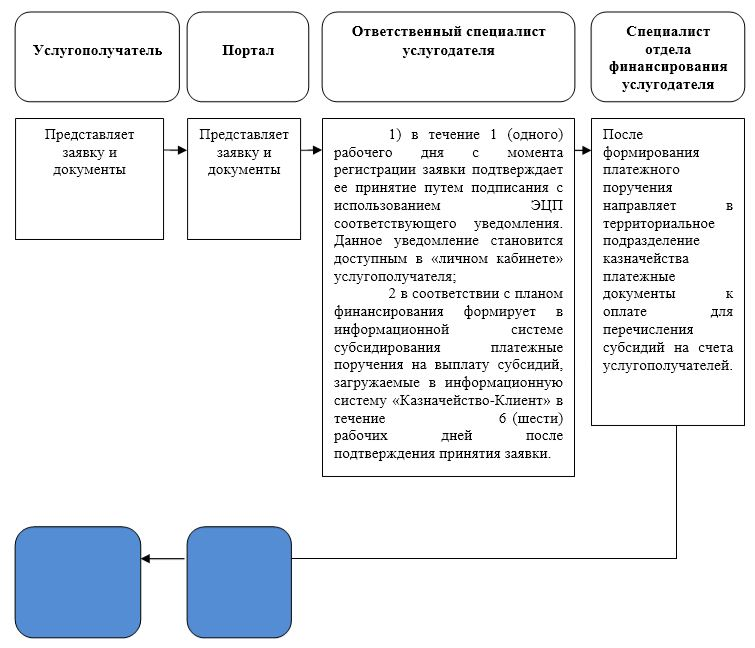 Услугополучатель
Портал
Ответственный специалист
услугодателя
Специалист
отдела
финансирования
услугодателя
Представляет
заявку и
документы
Представляет
заявку и
документы
1) в течение 1 (одного)
рабочего дня с момента
регистрации заявки подтверждает
ее принятие путем подписания с
использованием ЭЦП
соответствующего уведомления.
Данное уведомление становится
доступным в «личном кабинете»
услугополучателя;
2 в соответствии с планом
финансирования формирует в
информационной системе
субсидирования платежные
поручения на выплату субсидий,
загружаемые в информационную
систему «Казначейство-Клиент» в
течение 6 (шести)
рабочих дней после
подтверждения принятия заявки.
После
формирования
платежного
поручения
направляет в
территориальное
подразделение
казначейства
платежные
документы к
оплате для
перечисления
субсидий на счета
услугополучателей.